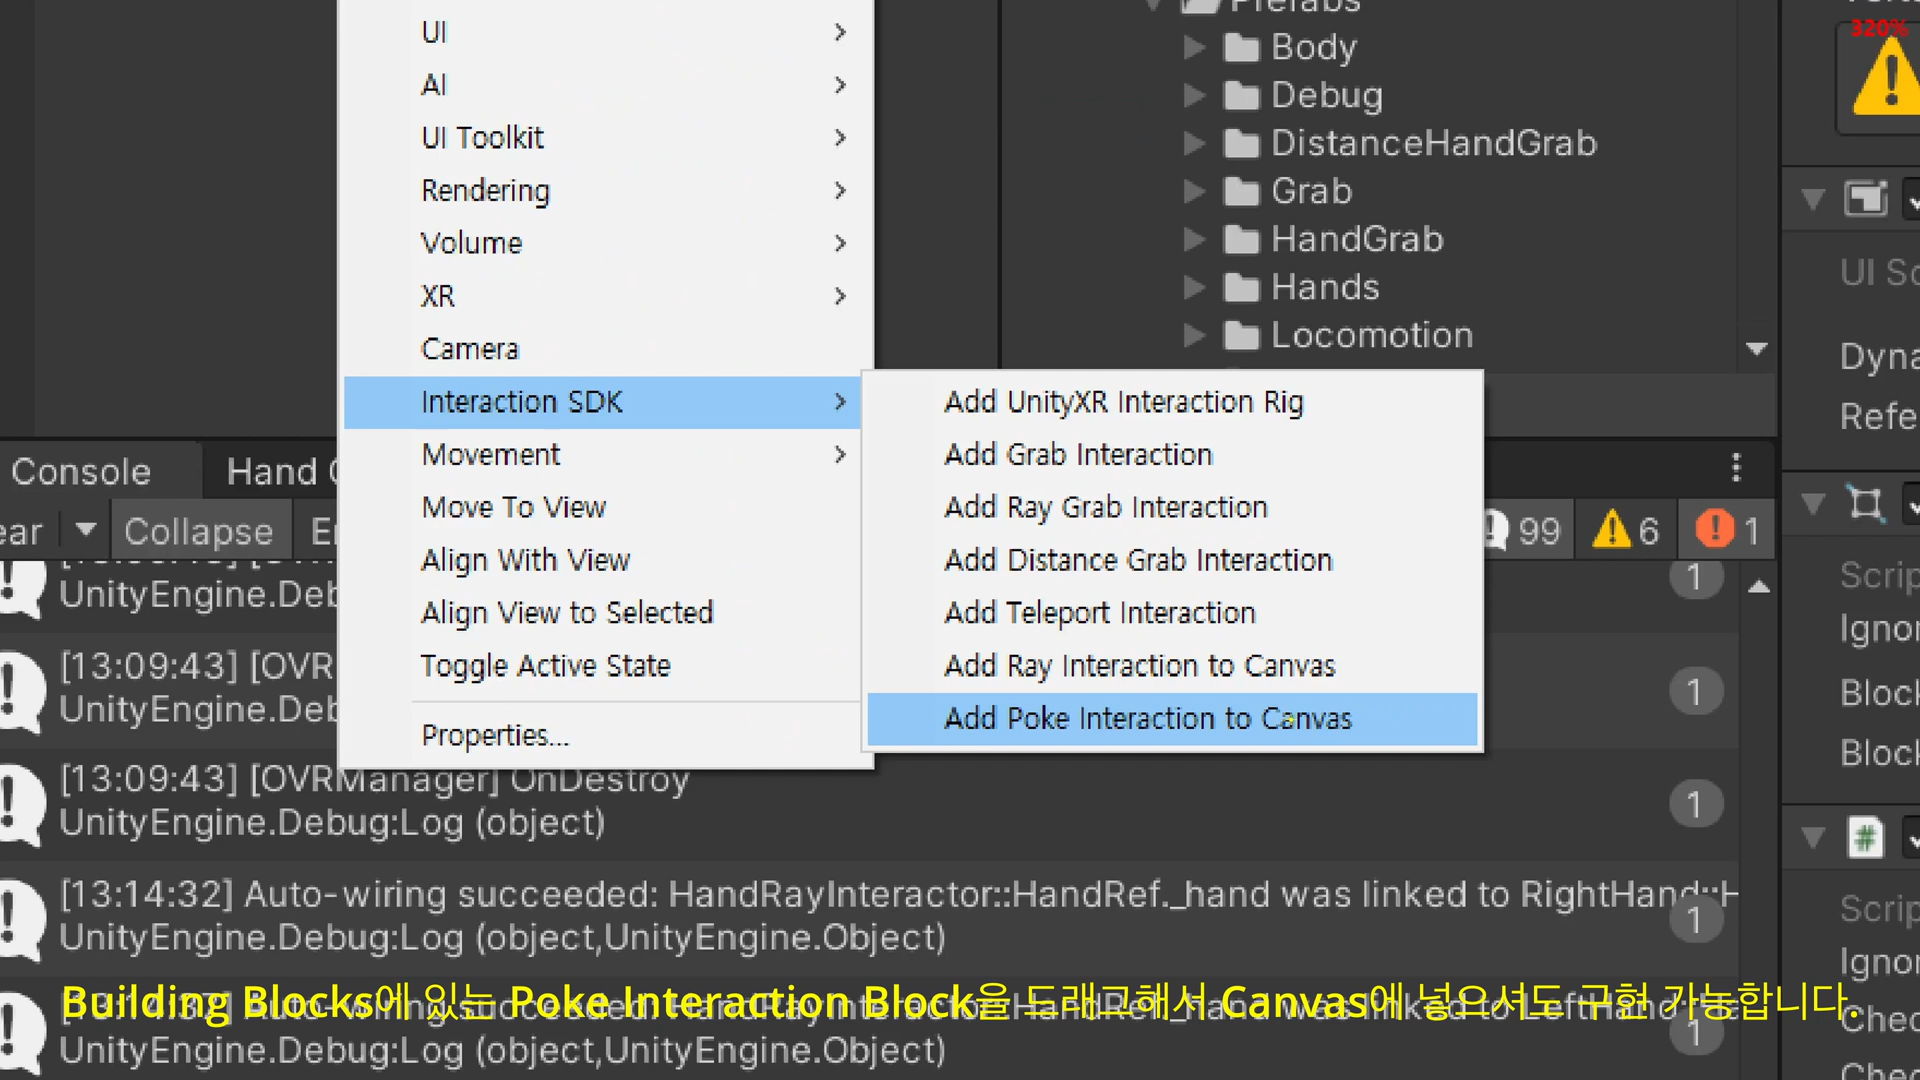 UI
AI
UI Toolkit
Rendering
Volume
XR
Camera
Interaction SDK
Movement
Move To View
Align With View
Align View to Selected
Toggle Active State
Properties...
Add UnityXR Interaction Rig
Add Grab Interaction
Add Ray Grab Interaction
Add Distance Grab Interaction
Add Teleport Interaction
Add Ray Interaction to Canvas
Add Poke Interaction to Canvas
Prefabs
Body
Debug
DistanceHandGrab
Grab
HandGrab
Hands
Locomotion
320%
UI Sc
Dyna
Refe
Scrip
Ignor
Block
Block
Scrip
Ignor
Chec
Chec
Console
Hand
ear
Collapse
99
6
1
UnityEngine.Deb
1
[13:09:43] [OVR
UnityEngine.Deb
1
[13:09:43] [OVRManager] OnDestroy
UnityEngine.Debug:Log (object)
1
[13:14:32] Auto-wiring succeeded: HandRayInteractor::HandRef._hand was linked to RightHand::H
UnityEngine.Debug:Log (object,UnityEngine.Object)
1
Building Blocks에 있는 Poke Interaction Block을 드래그해서 Canvas에 넣으셔도 구현 가능합니다.
UnityEngine.Debug:Log (object,UnityEngine.Object)
1